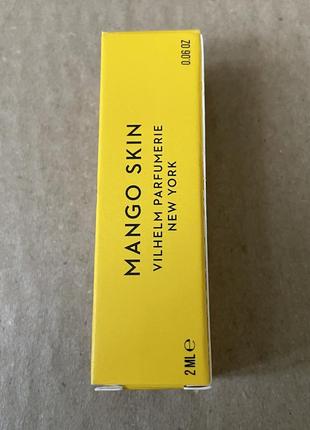 MANGO SKIN
VILHELM PARFUMERIE
NEW YORK
2 ML ℮
0.06 OZ